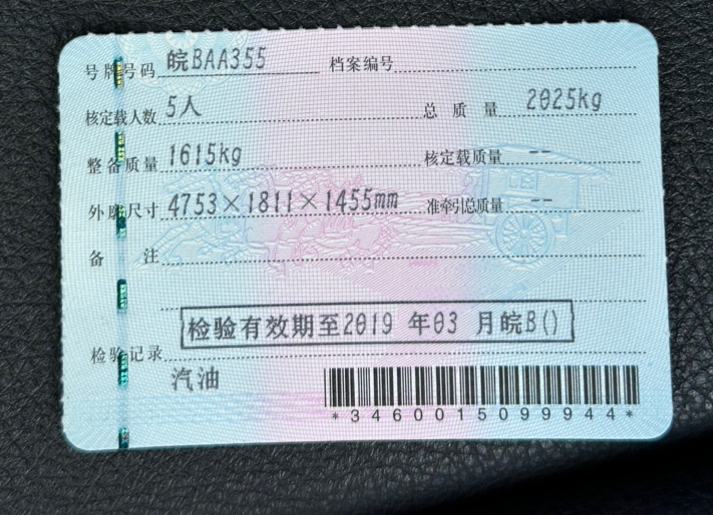 号牌号码 皖BAA355 档案编号
核定载人数 5人 总质量 2025kg
整备质量 1615kg 核定载质量 --
外廓尺寸 4753×1811×1455mm 准牵引总质量 --
备注
检验有效期至2019 年03 月皖B()
检验记录
汽油
*3460015099944*